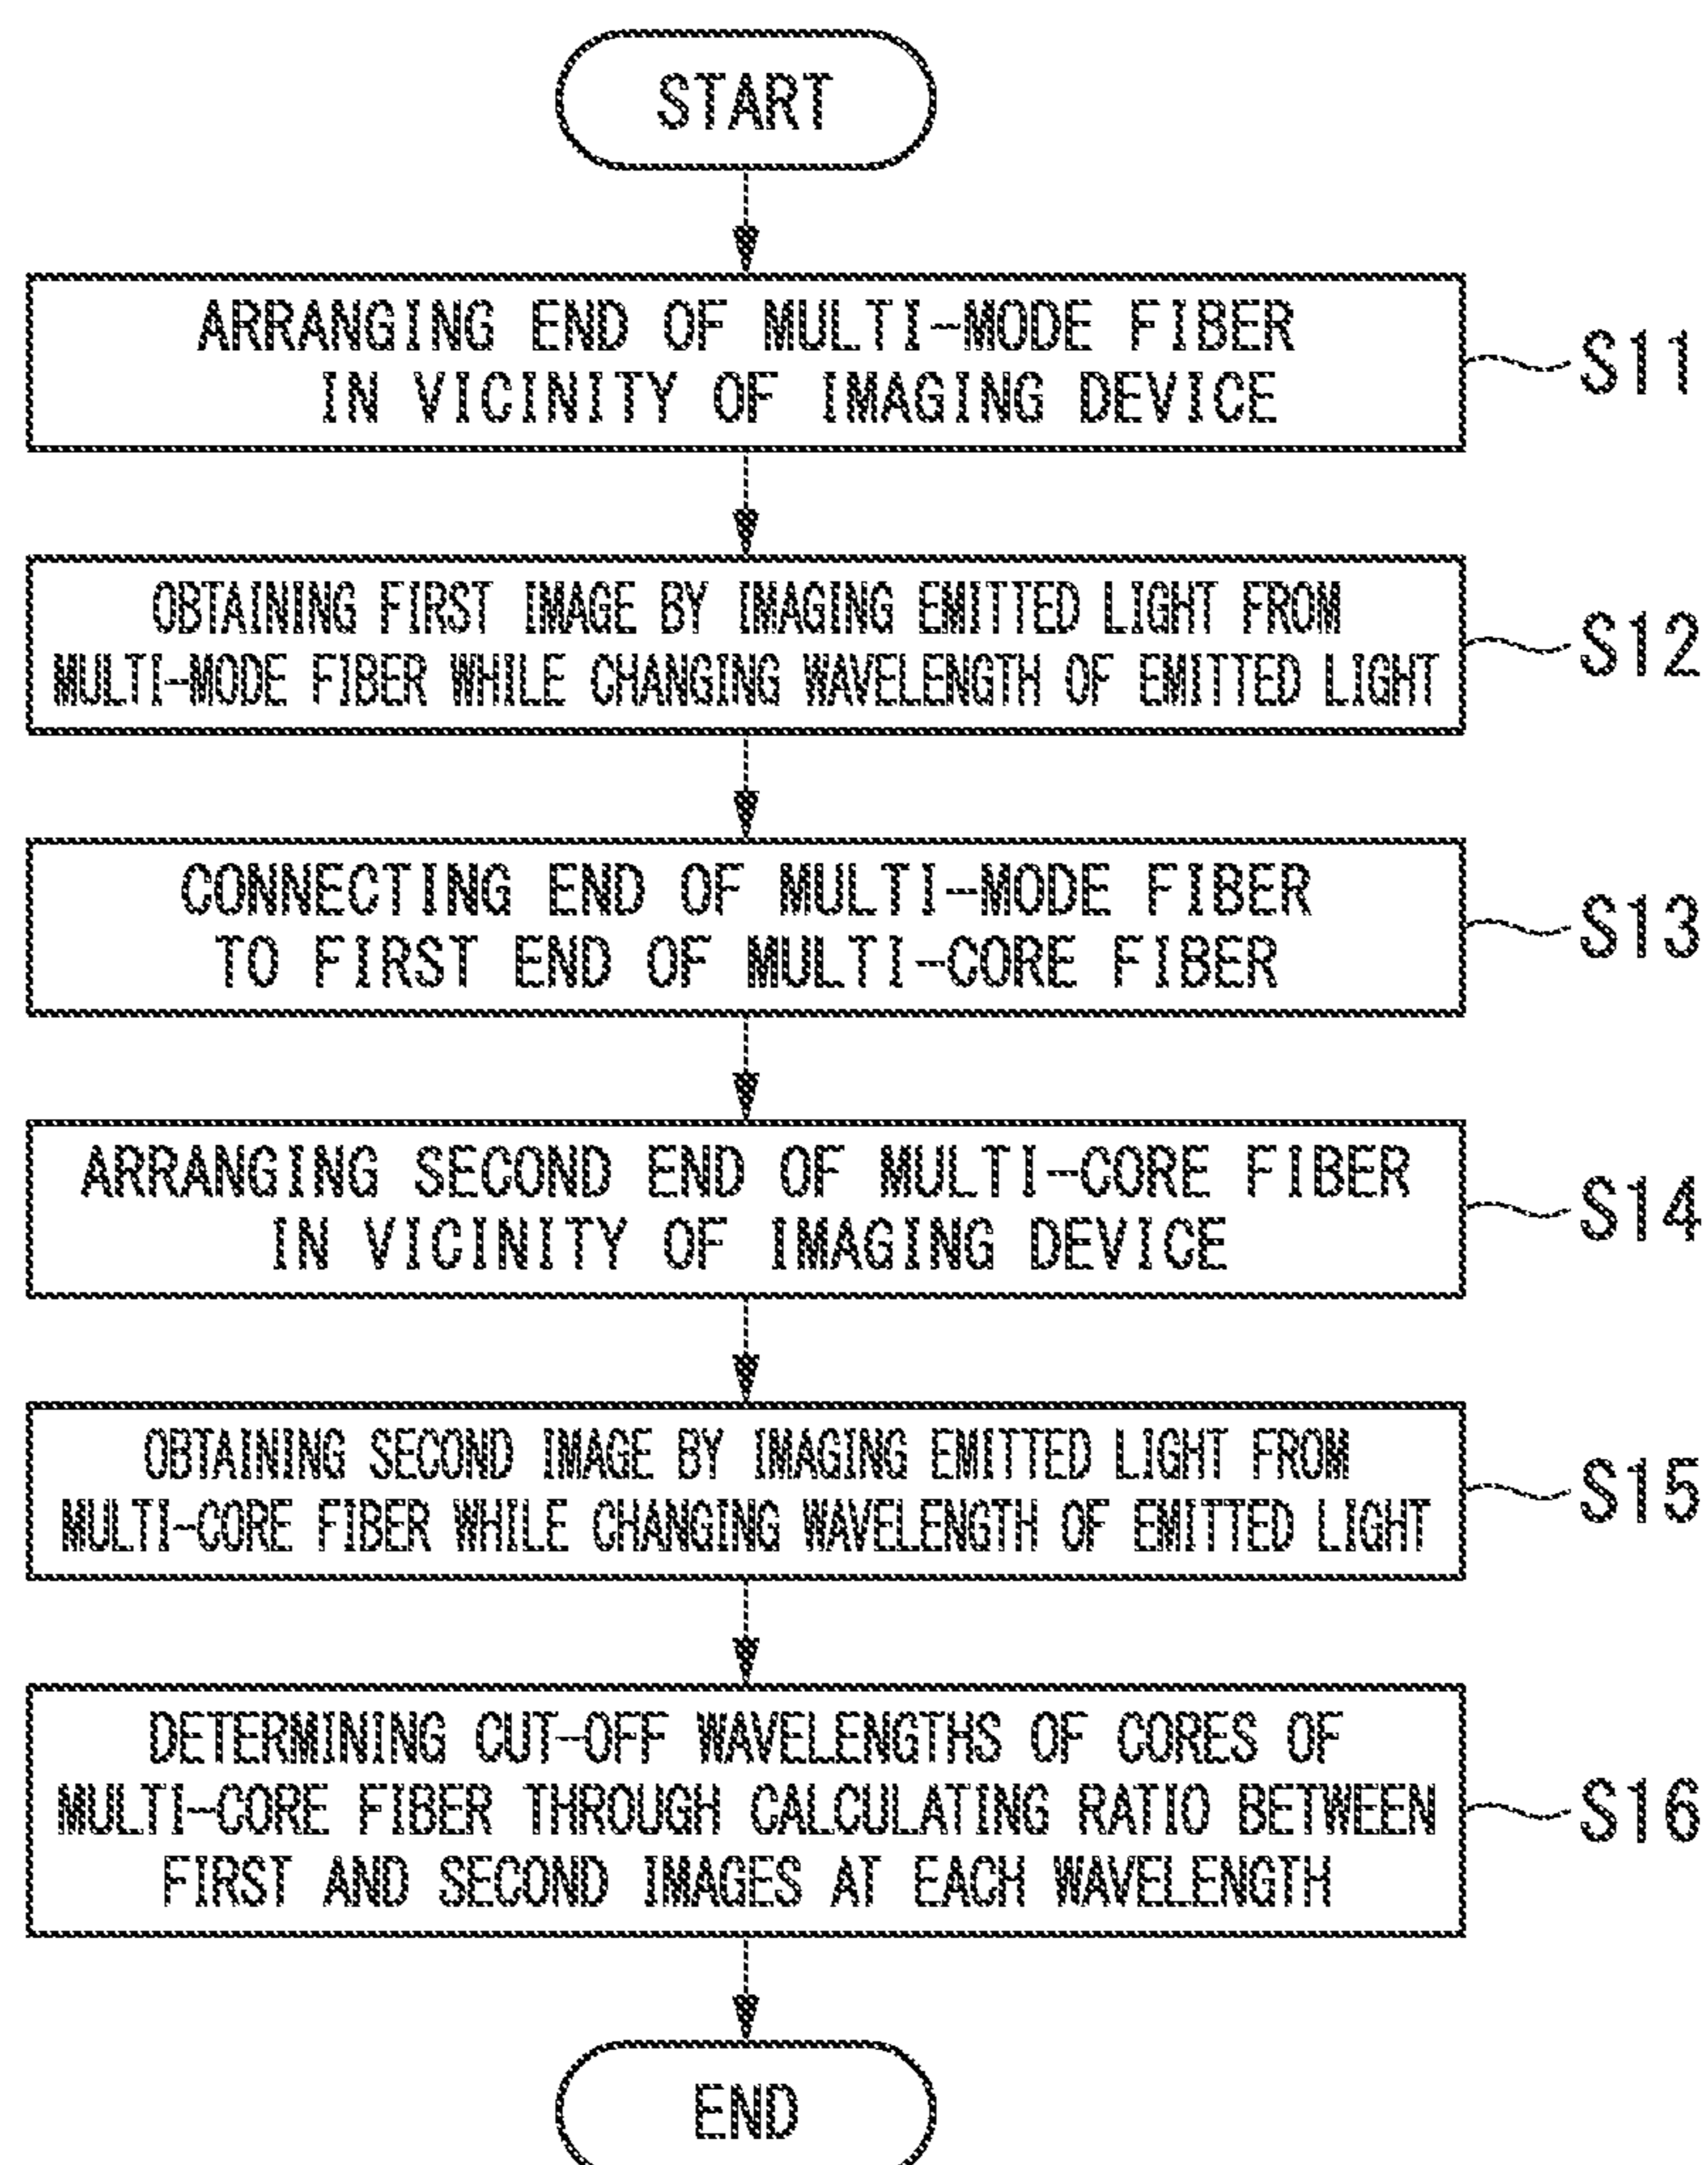 START
ARRANGING END OF MULTI-MODE FIBER
IN VICINITY OF IMAGING DEVICE
S11
OBTAINING FIRST IMAGE BY IMAGING EMITTED LIGHT FROM
MULTI-MODE FIBER WHILE CHANGING WAVELENGTH OF EMITTED LIGHT
S12
CONNECTING END OF MULTI-MODE FIBER
TO FIRST END OF MULTI-CORE FIBER
S13
ARRANGING SECOND END OF MULTI-CORE FIBER
IN VICINITY OF IMAGING DEVICE
S14
OBTAINING SECOND IMAGE BY IMAGING EMITTED LIGHT FROM
MULTI-CORE FIBER WHILE CHANGING WAVELENGTH OF EMITTED LIGHT
S15
DETERMINING CUT-OFF WAVELENGTHS OF CORES OF
MULTI-CORE FIBER THROUGH CALCULATING RATIO BETWEEN
FIRST AND SECOND IMAGES AT EACH WAVELENGTH
S16
END